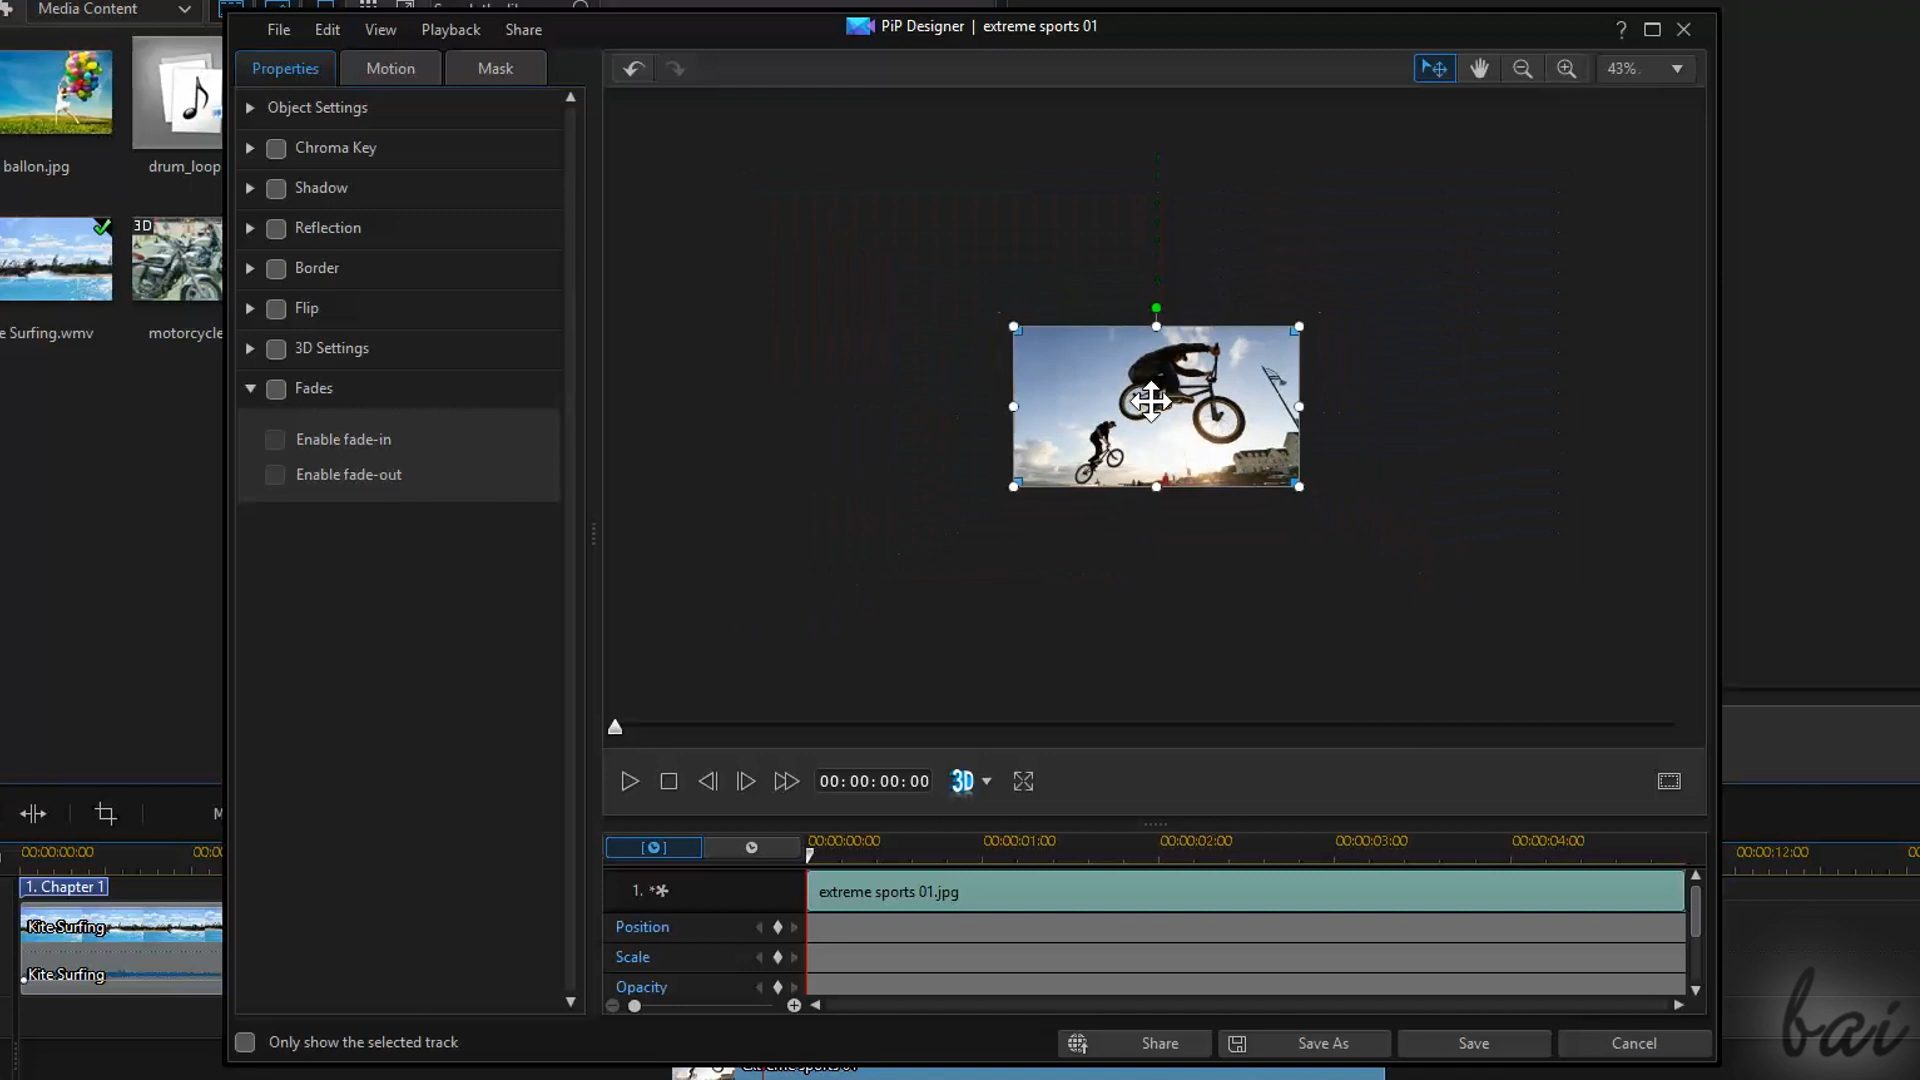 Media Content
File Edit View Playback Share
PiP Designer | extreme sports 01
?
Properties Motion Mask
43%
Object Settings
Chroma Key
Shadow
Reflection
Border
Flip
3D Settings
Fades
Enable fade-in
Enable fade-out
ballon.jpg
drum_loop
3D
e Surfing.wmv
motorcycle
00:00:00:00
3D
00:00:00:00 00:00:01:00 00:00:02:00 00:00:03:00 00:00:04:00
1. **
extreme sports 01.jpg
Position
Scale
Opacity
M
00:00:00:00 00:0
00:00:12:00
1. Chapter 1
Kite Surfing
Kite Surfing
Only show the selected track
Share
Save As
Save
Cancel
extreme sports 01
bai